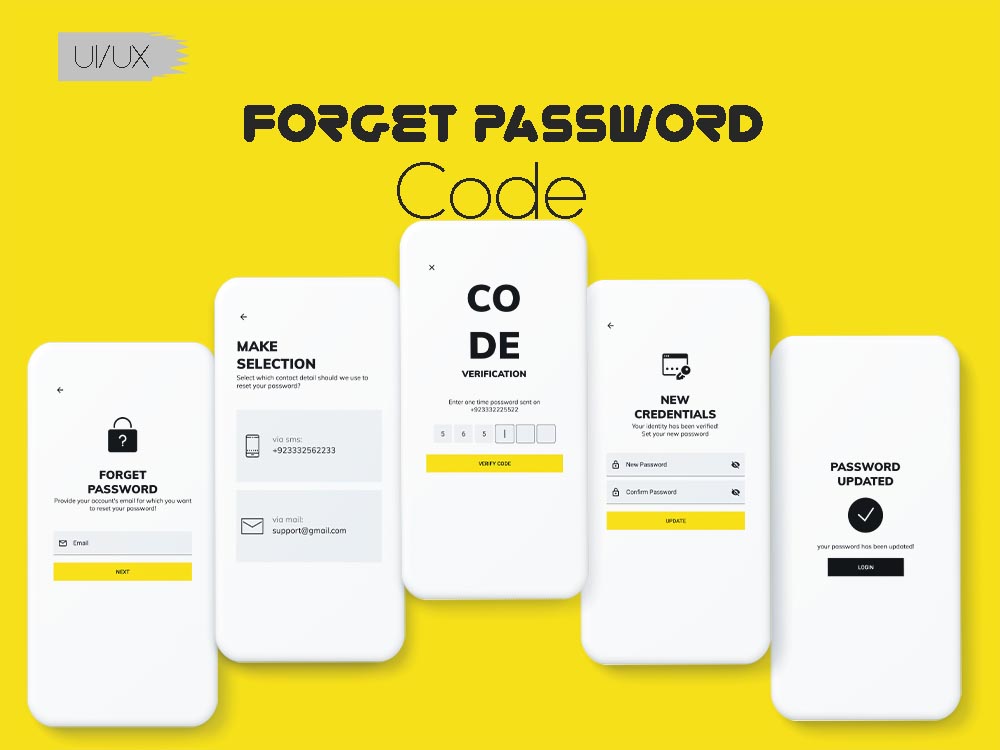 UI/UX
FORGET PASSWORD
Code
FORGET
PASSWORD
Provide your account's email for which you want
to reset your password!
Email
NEXT
MAKE
SELECTION
Select which contact detail should we use to
reset your password?
via sms:
+923332562233
via mail:
support@gmail.com
CO
DE
VERIFICATION
Enter one time password sent on
+923332225522
5 6 5
VERIFY CODE
NEW
CREDENTIALS
Your identity has been verified!
Set your new password
New Password
Confirm Password
UPDATE
PASSWORD
UPDATED
your password has been updated!
LOGIN